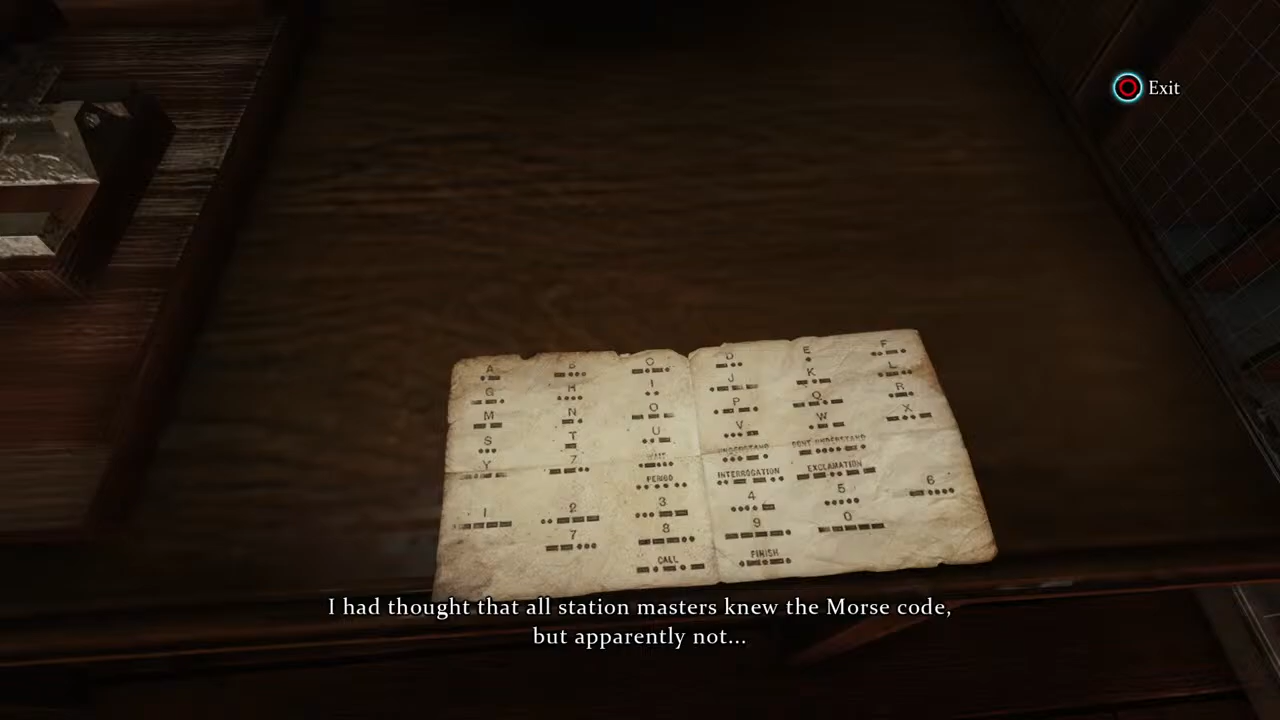 Exit
A B C D E F
G H I J K L
M N O P Q R
S T U V W X
Y Z WAIT UNDERSTAND DONT UNDERSTAND
PERIOD INTERROGATION EXCLAMATION
1 2 3 4 5 6
7 8 9 0
CALL FINISH
I had thought that all station masters knew the Morse code,
but apparently not...